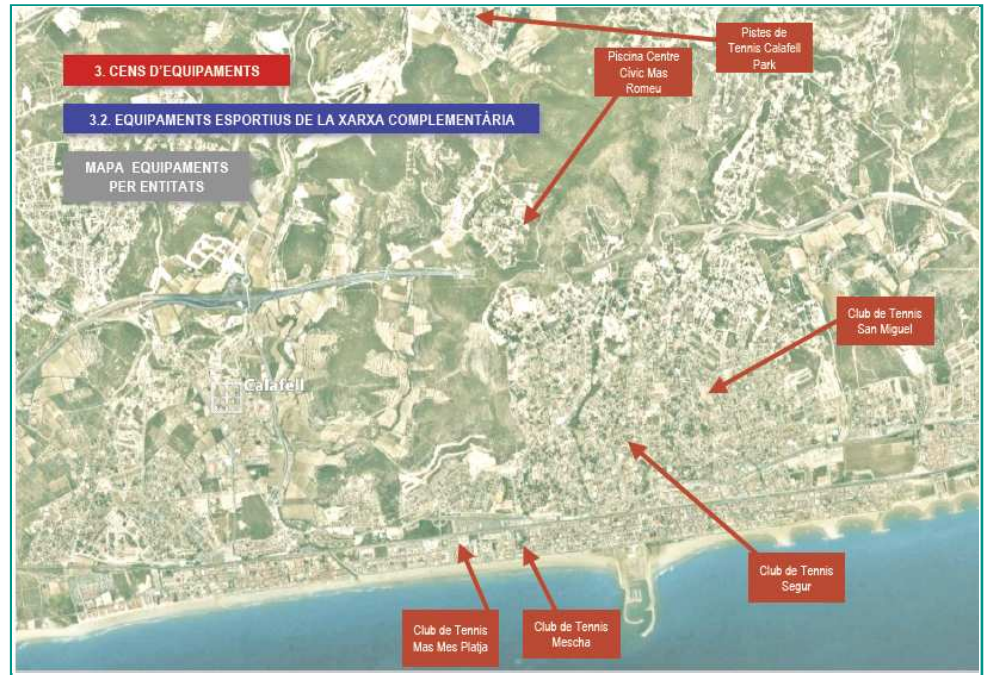 Pistes de
Tennis Calafell
Park
Piscina Centre
Cívic Mas
Romeu
3. CENS D'EQUIPAMENTS
3.2. EQUIPAMENTS ESPORTIUS DE LA XARXA COMPLEMENTÀRIA
MAPA EQUIPAMENTS
PER ENTITATS
Club de Tennis
San Miguel
Calafell
Club de Tennis
Segur
Club de Tennis
Mas Mes Platja
Club de Tennis
Mescha